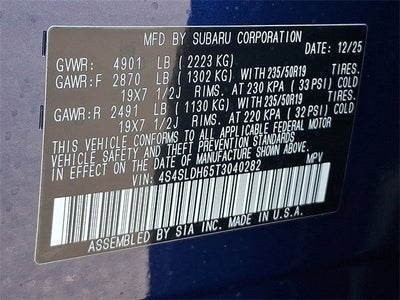 MFD BY SUBARU CORPORATION DATE: 12/25
GVWR: 4901 LB ( 2223 KG)
GAWR:F 2870 LB ( 1302 KG) WITH 235/50R19 TIRES.
19X7 1/2J RIMS, AT 230 KPA ( 33 PSI) COLD.
GAWR:R 2491 LB ( 1130 KG) WITH 235/50R19 TIRES.
19X7 1/2J RIMS, AT 220 KPA ( 32 PSI) COLD.
THIS VEHICLE CONFORMS TO ALL APPLICABLE FEDERAL MOTOR
VEHICLE SAFETY AND THEFT PREVENTION STANDARDS
IN EFFECT ON THE DATE OF MANUFACTURE SHOWN ABOVE.
VIN: 4S4SLDH65T3040282 MPV
ASSEMBLED BY SIA INC. MADE IN U.S.A.